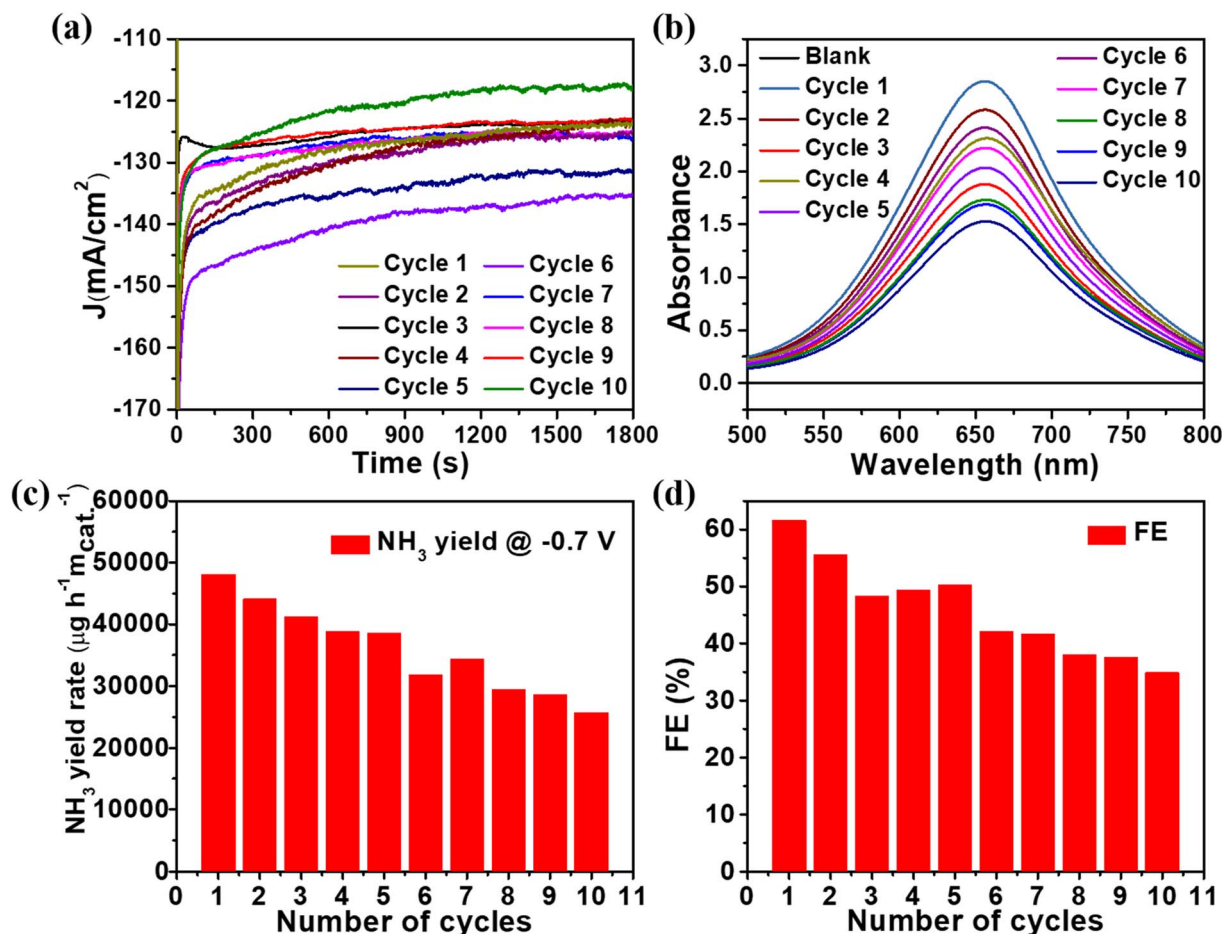 (a)
-110
-120
-130
-140
-150
-160
-170
J(mA/cm²)
0 300 600 900 1200 1500 1800
Time (s)
Cycle 1 Cycle 6
Cycle 2 Cycle 7
Cycle 3 Cycle 8
Cycle 4 Cycle 9
Cycle 5 Cycle 10
(b)
3.0
2.5
2.0
1.5
1.0
0.5
0.0
Absorbance
Blank Cycle 6
Cycle 1 Cycle 7
Cycle 2 Cycle 8
Cycle 3 Cycle 9
Cycle 4 Cycle 10
Cycle 5
500 550 600 650 700 750 800
Wavelength (nm)
(c)
60000
50000
40000
30000
20000
10000
0
NH₃ yield rate (μg h⁻¹m_cat.⁻¹)
NH₃ yield @ -0.7 V
0 1 2 3 4 5 6 7 8 9 10 11
Number of cycles
(d)
60
50
40
30
20
10
0
FE (%)
FE
0 1 2 3 4 5 6 7 8 9 10 11
Number of cycles